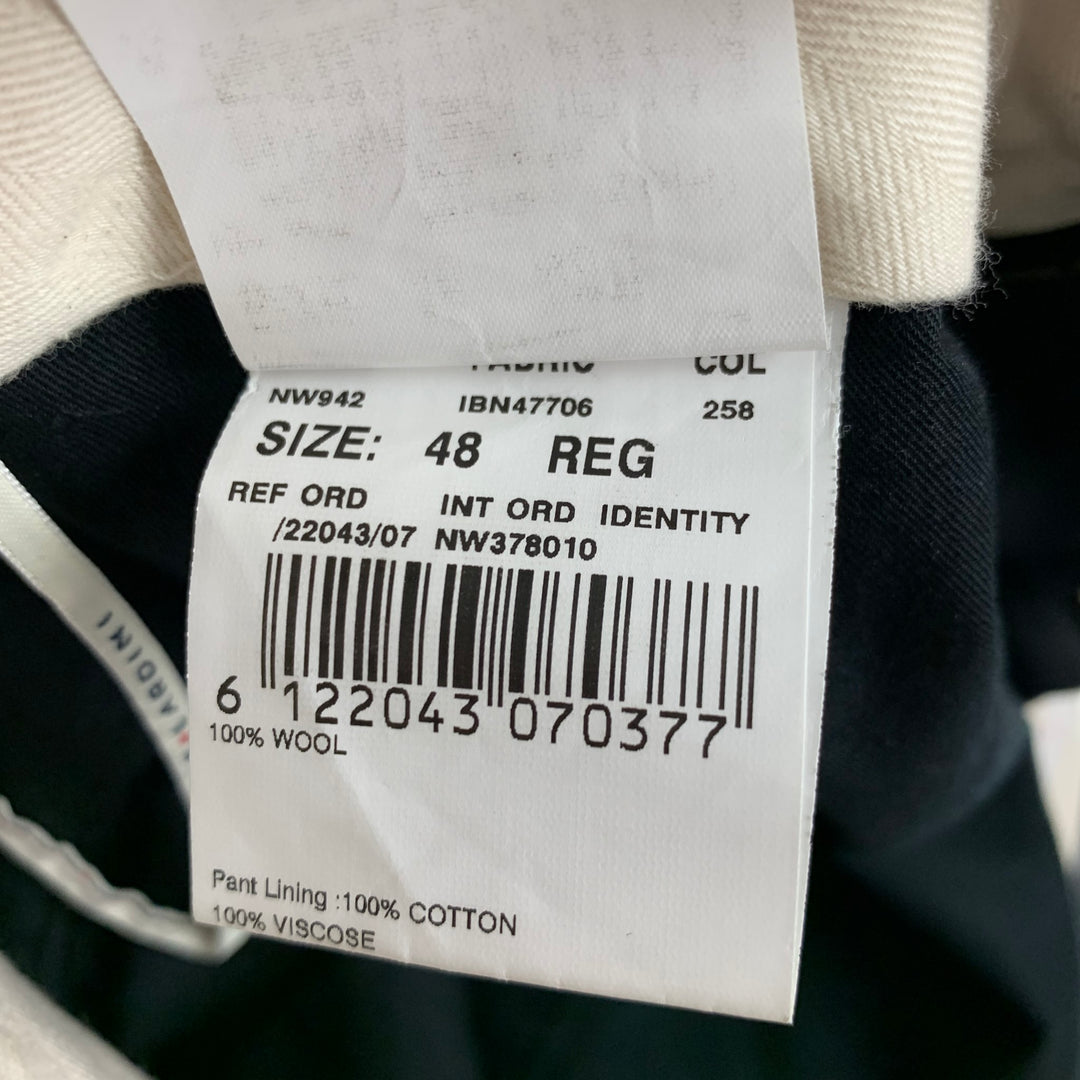 FABRIC COL
NW942 IBN47706 258
SIZE: 48 REG
REF ORD INT ORD IDENTITY
/22043/07 NW378010
6 122043 070377
100% WOOL
Pant Lining :100% COTTON
100% VISCOSE